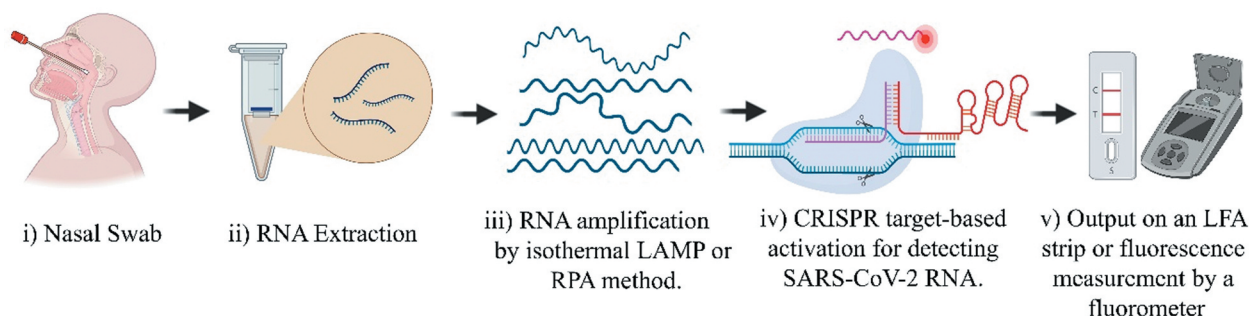 i) Nasal Swab
ii) RNA Extraction
iii) RNA amplification
by isothermal LAMP or
RPA method.
iv) CRISPR target-based
activation for detecting
SARS-CoV-2 RNA.
C
T
S
v) Output on an LFA
strip or fluorescence
measurement by a
fluorometer